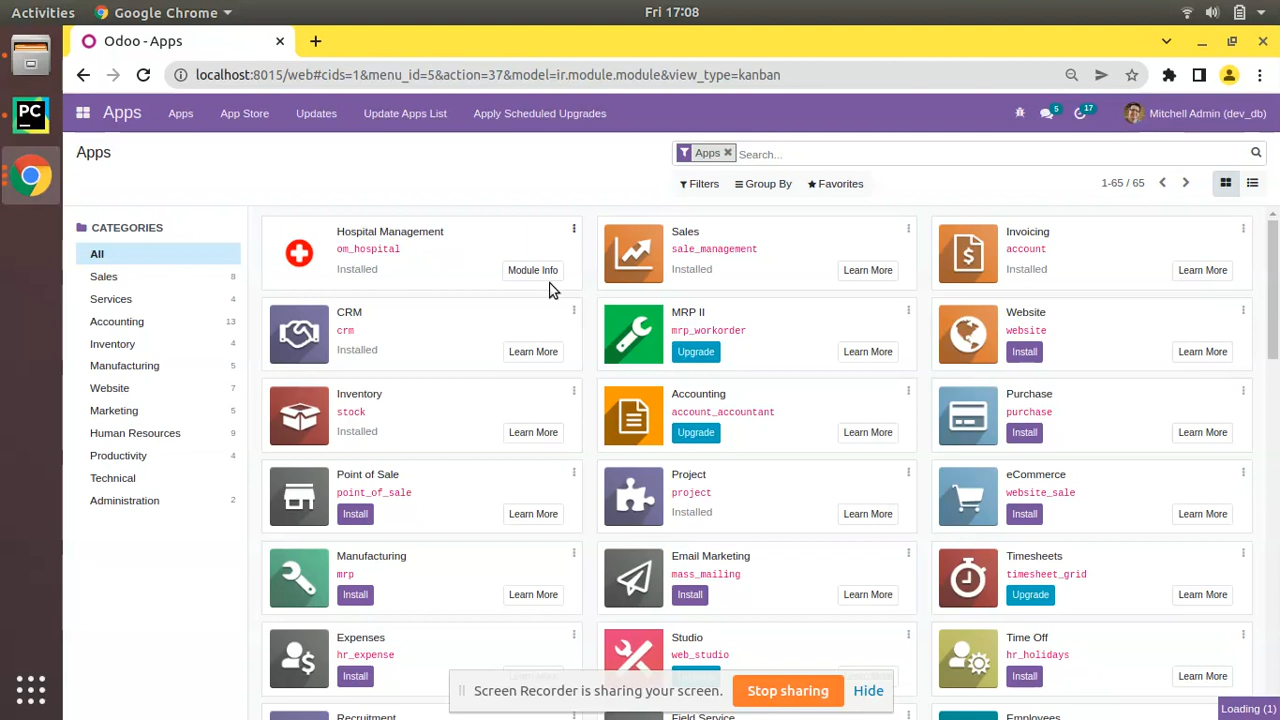 Activities Google Chrome Fri 17:08
Odoo - Apps
localhost:8015/web#cids=1&menu_id=5&action=37&model=ir.module.module&view_type=kanban
Apps Apps App Store Updates Update Apps List Apply Scheduled Upgrades 5 17 Mitchell Admin (dev_db)
Apps
Apps Search...
Filters Group By Favorites 1-65 / 65
CATEGORIES
All
Sales 8
Services 4
Accounting 13
Inventory 4
Manufacturing 5
Website 7
Marketing 5
Human Resources 9
Productivity 4
Technical
Administration 2
Hospital Management
om_hospital
Installed Module Info
Sales
sale_management
Installed Learn More
Invoicing
account
Installed Learn More
CRM
crm
Installed Learn More
MRP II
mrp_workorder
Upgrade Learn More
Website
website
Install Learn More
Inventory
stock
Installed Learn More
Accounting
account_accountant
Upgrade Learn More
Purchase
purchase
Install Learn More
Point of Sale
point_of_sale
Install Learn More
Project
project
Installed Learn More
eCommerce
website_sale
Install Learn More
Manufacturing
mrp
Install Learn More
Email Marketing
mass_mailing
Install Learn More
Timesheets
timesheet_grid
Upgrade Learn More
Expenses
hr_expense
Install
Studio
web_studio
Time Off
hr_holidays
Install Learn More
Recruitment
Field Service
Employees
PC
Screen Recorder is sharing your screen. Stop sharing Hide
Loading (1)